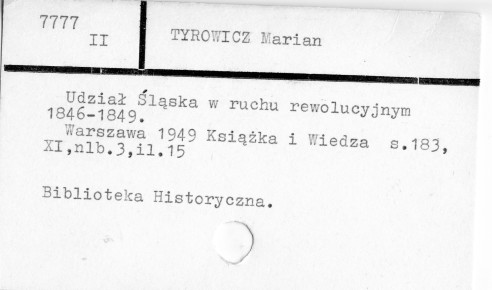 7777
II
TYROWICZ Marian
Udział Śląska w ruchu rewolucyjnym
1846-1849.
Warszawa 1949 Książka i Wiedza s.183,
XI,nlb.3,il.15
Biblioteka Historyczna.